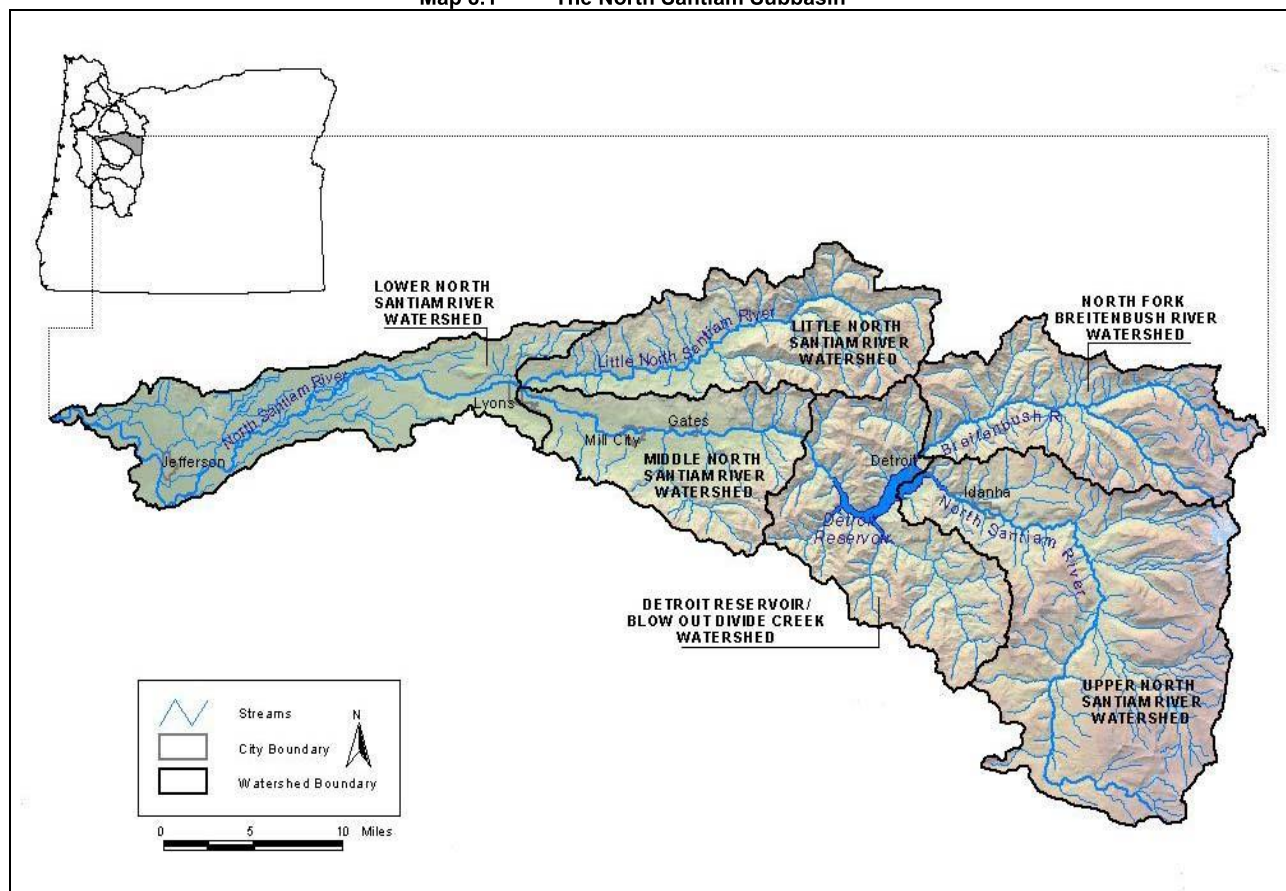 Map 3.1 The North Santiam Subbasin
LOWER NORTH
SANTIAM RIVER
WATERSHED
NORTH FORK
BREITENBUSH RIVER
WATERSHED
LITTLE NORTH
SANTIAM RIVER
WATERSHED
Little North Santiam River
North Santiam River
Lyons
Gates
Mill City
Jefferson
MIDDLE NORTH
SANTIAM RIVER
WATERSHED
Detroit
Breitenbush R.
Idanha
North Santiam River
Detroit
Reservoir
DETROIT RESERVOIR/
BLOW OUT DIVIDE CREEK
WATERSHED
UPPER NORTH
SANTIAM RIVER
WATERSHED
Streams
N
City Boundary
Watershed Boundary
0 5 10 Miles